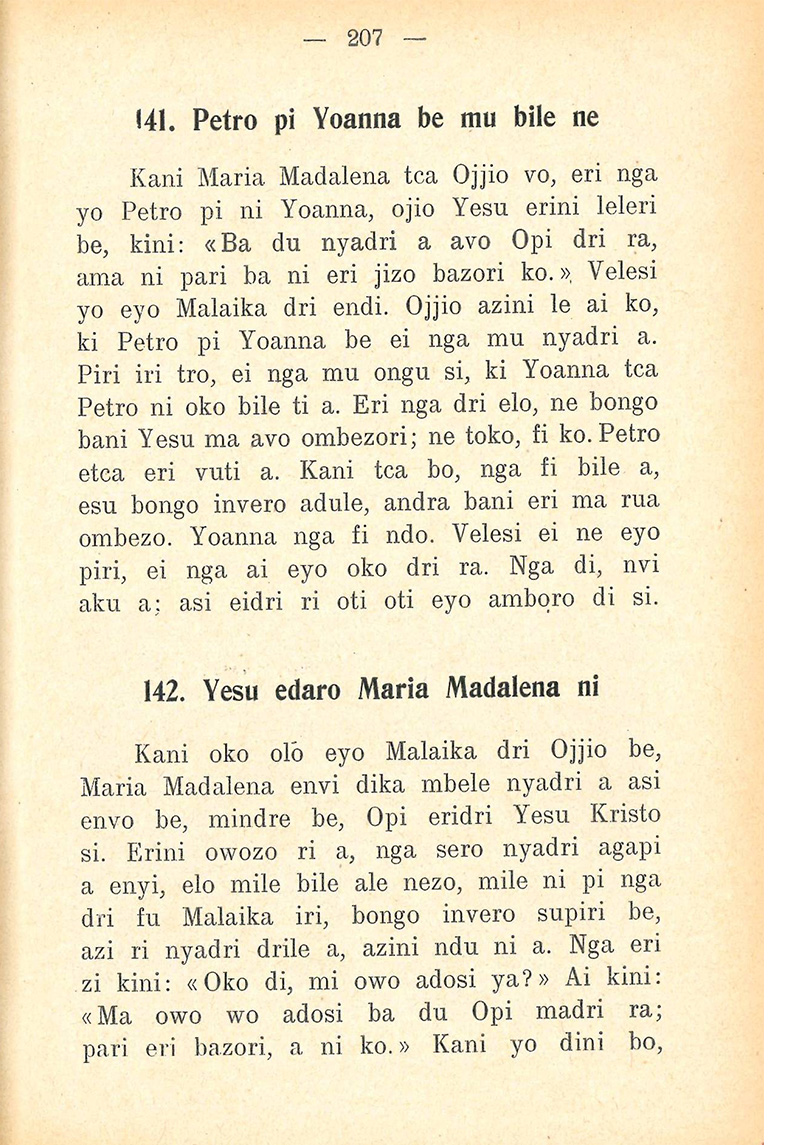 — 207 —
141. Petro pi Yoanna be mu bile ne
Kani Maria Madalena tca Ojjio vo, eri nga
yo Petro pi ni Yoanna, ojio Yesu erini leleri
be, kini: «Ba du nyadri a avo Opi dri ra,
ama ni pari ba ni eri jizo bazori ko.», Velesi
yo eyo Malaika dri endi. Ojjio azini le ai ko,
ki Petro pi Yoanna be ei nga mu nyadri a.
Piri iri tro, ei nga mu ongu si, ki Yoanna tca
Petro ni oko bile ti a. Eri nga dri elo, ne bongo
bani Yesu ma avo ombezori; ne toko, fi ko. Petro
etca eri vuti a. Kani tca bo, nga fi bile a,
esu bongo invero adule, andra bani eri ma rua
ombezo. Yoanna nga fi ndo. Velesi ei ne eyo
piri, ei nga ai eyo oko dri ra. Nga di, nvi
aku a; asi eidri ri oti oti eyo amboro di si.
142. Yesu edaro Maria Madalena ni
Kani oko olo eyo Malaika dri Ojjio be,
Maria Madalena envi dika mbele nyadri a asi
envo be, mindre be, Opi eridri Yesu Kristo
si. Erini owozo ri a, nga sero nyadri agapi
a enyi, elo mile bile ale nezo, mile ni pi nga
dri fu Malaika iri, bongo invero supiri be,
azi ri nyadri drile a, azini ndu ni a. Nga eri
zi kini: «Oko di, mi owo adosi ya?» Ai kini:
«Ma owo wo adosi ba du Opi madri ra;
pari eri bazori, a ni ko.» Kani yo dini bo,